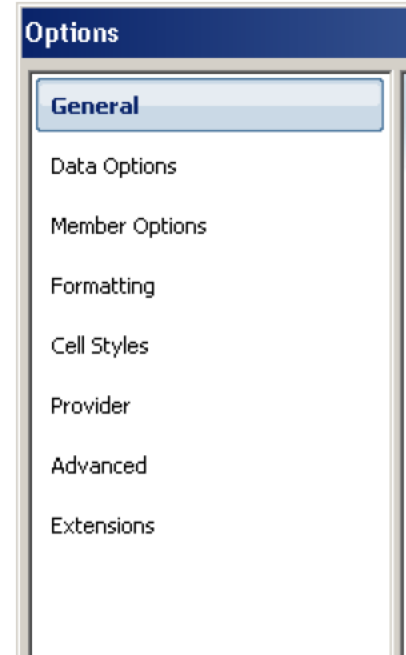 Options
General
Data Options
Member Options
Formatting
Cell Styles
Provider
Advanced
Extensions